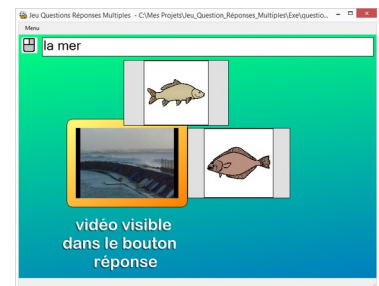 Jeu Questions Réponses Multiples - C:\Mes Projets\Jeu_Question_Réponses_Multiples\Exe\questio...
Menu
la mer
vidéo visible
dans le bouton
réponse